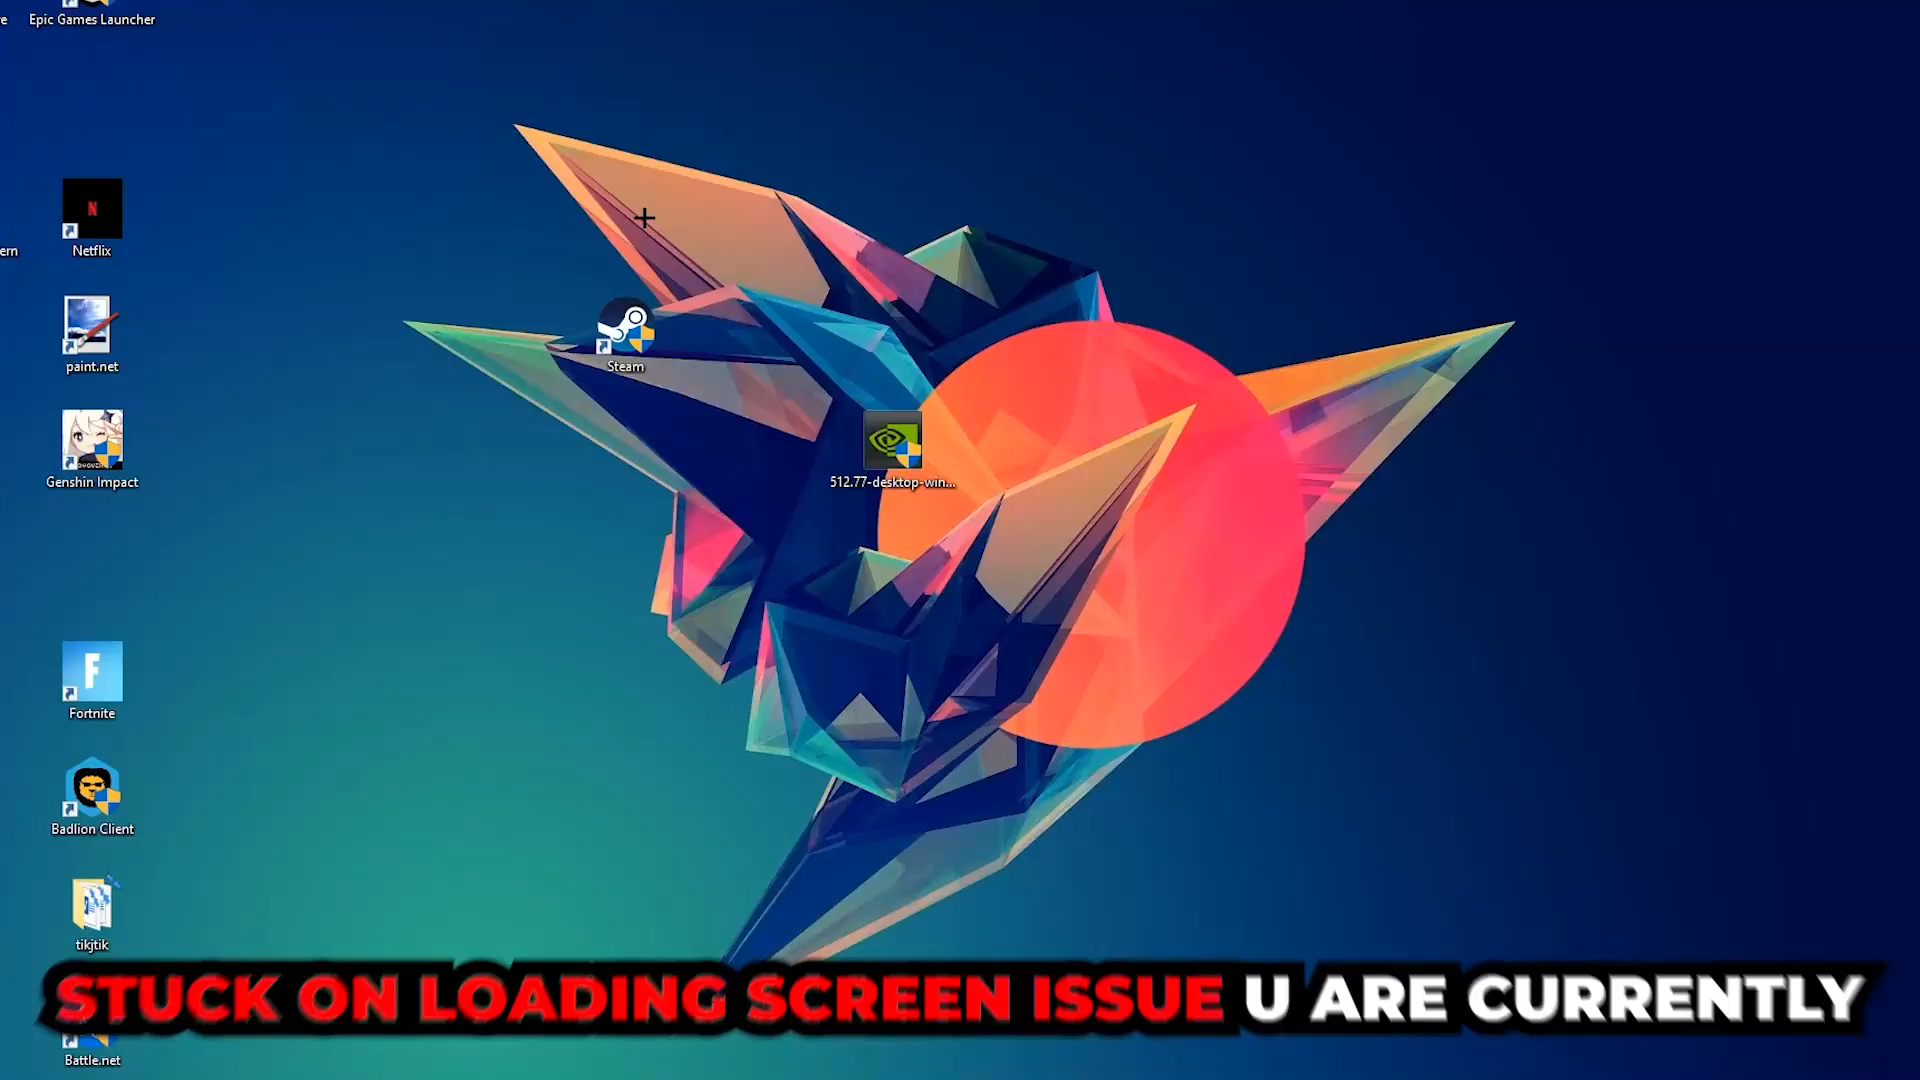 Epic Games Launcher
Netflix
ern
paint.net
Steam
Genshin Impact
512.77-desktop-win...
Fortnite
Badlion Client
tikjtik
STUCK ON LOADING SCREEN ISSUE U ARE CURRENTLY
Battle.net